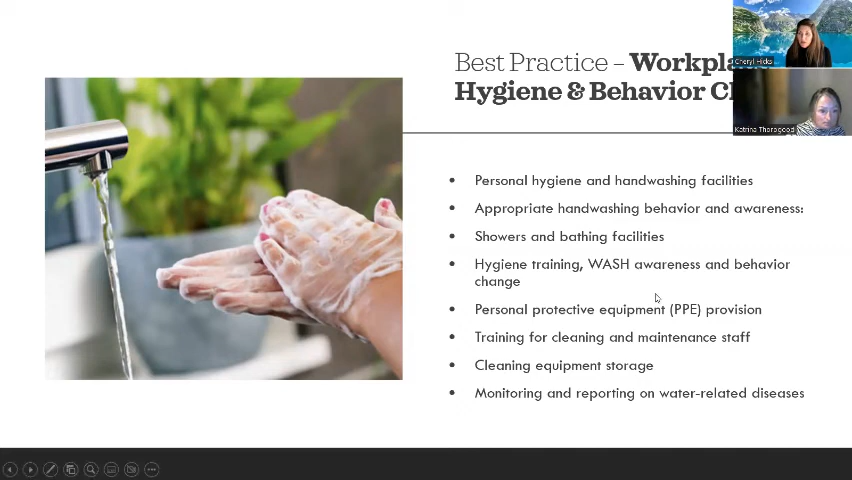 Best Practice – Workpla
Hygiene & Behavior C
Cheryl Hicks
Katrina Thorogood
• Personal hygiene and handwashing facilities
• Appropriate handwashing behavior and awareness:
• Showers and bathing facilities
• Hygiene training, WASH awareness and behavior
change
• Personal protective equipment (PPE) provision
• Training for cleaning and maintenance staff
• Cleaning equipment storage
• Monitoring and reporting on water-related diseases